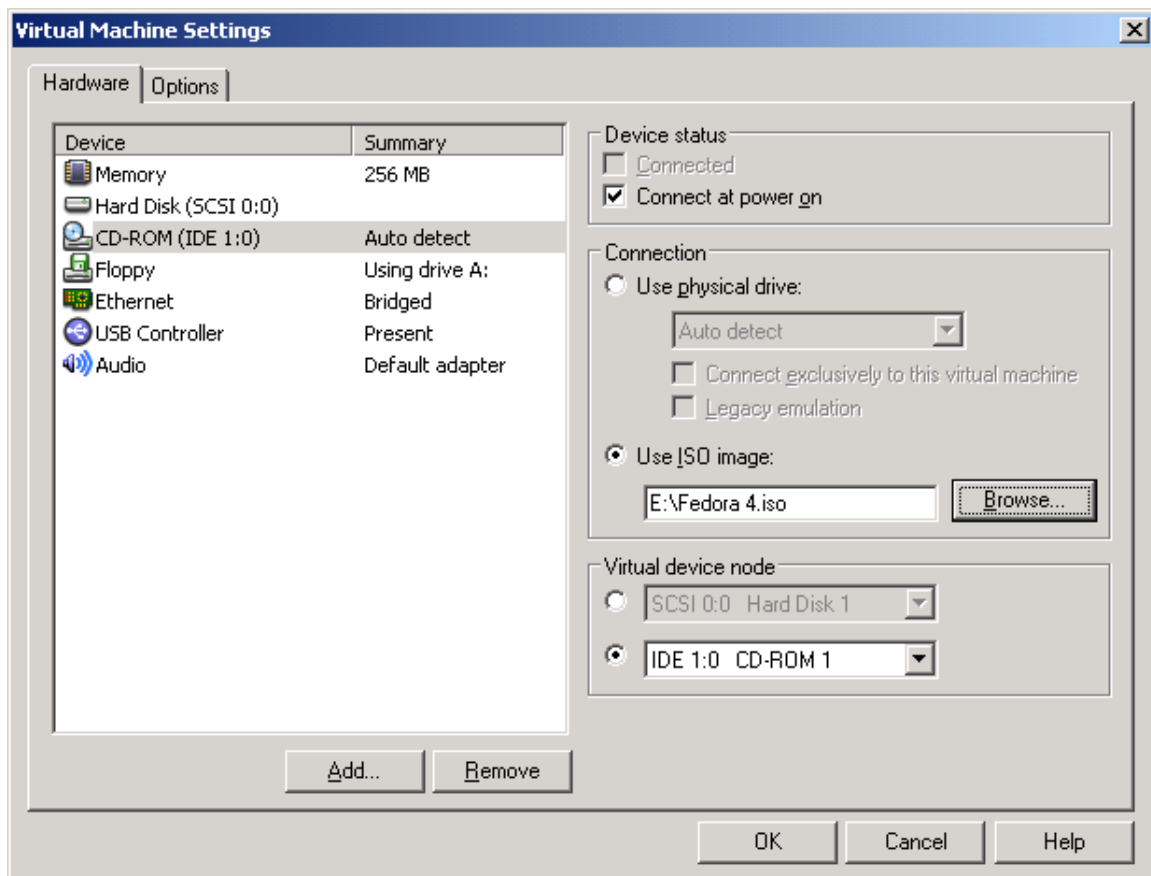 Virtual Machine Settings
Hardware Options
Device Summary
Memory 256 MB
Hard Disk (SCSI 0:0)
CD-ROM (IDE 1:0) Auto detect
Floppy Using drive A:
Ethernet Bridged
USB Controller Present
Audio Default adapter
Add... Remove
Device status
Connected
Connect at power on
Connection
Use physical drive:
Auto detect
Connect exclusively to this virtual machine
Legacy emulation
Use ISO image:
E:\Fedora 4.iso Browse...
Virtual device node
SCSI 0:0 Hard Disk 1
IDE 1:0 CD-ROM 1
OK Cancel Help